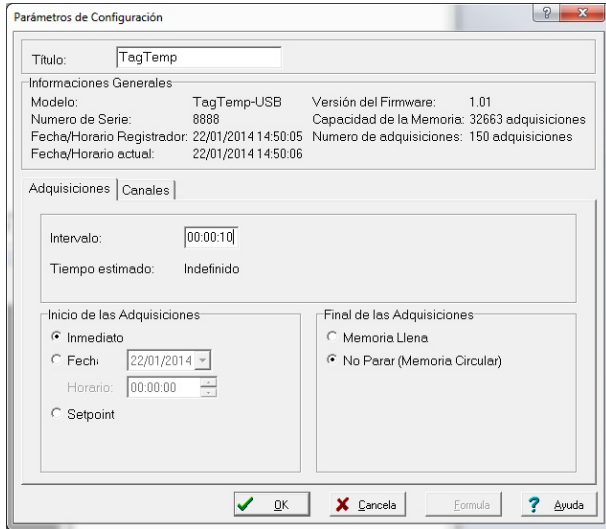 Parámetros de Configuración
Título: TagTemp
Informaciones Generales
Modelo: TagTemp-USB Versión del Firmware: 1.01
Numero de Serie: 8888 Capacidad de la Memoria: 32663 adquisiciones
Fecha/Horario Registrador: 22/01/2014 14:50:05 Numero de adquisiciones: 150 adquisiciones
Fecha/Horario actual: 22/01/2014 14:50:06
Adquisiciones Canales
Intervalo: 00:00:10
Tiempo estimado: Indefinido
Inicio de las Adquisiciones Final de las Adquisiciones
Inmediato Memoria Llena
Fech 22/01/2014 No Parar (Memoria Circular)
Horario: 00:00:00
Setpoint
OK Cancela Formula ? Ayuda